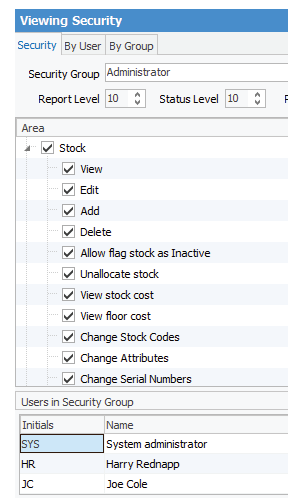 Viewing Security
Security By User By Group
Security Group Administrator
Report Level 10 Status Level 10
Area
Stock
View
Edit
Add
Delete
Allow flag stock as Inactive
Unallocate stock
View stock cost
View floor cost
Change Stock Codes
Change Attributes
Change Serial Numbers
Users in Security Group
Initials Name
SYS System administrator
HR Harry Rednapp
JC Joe Cole